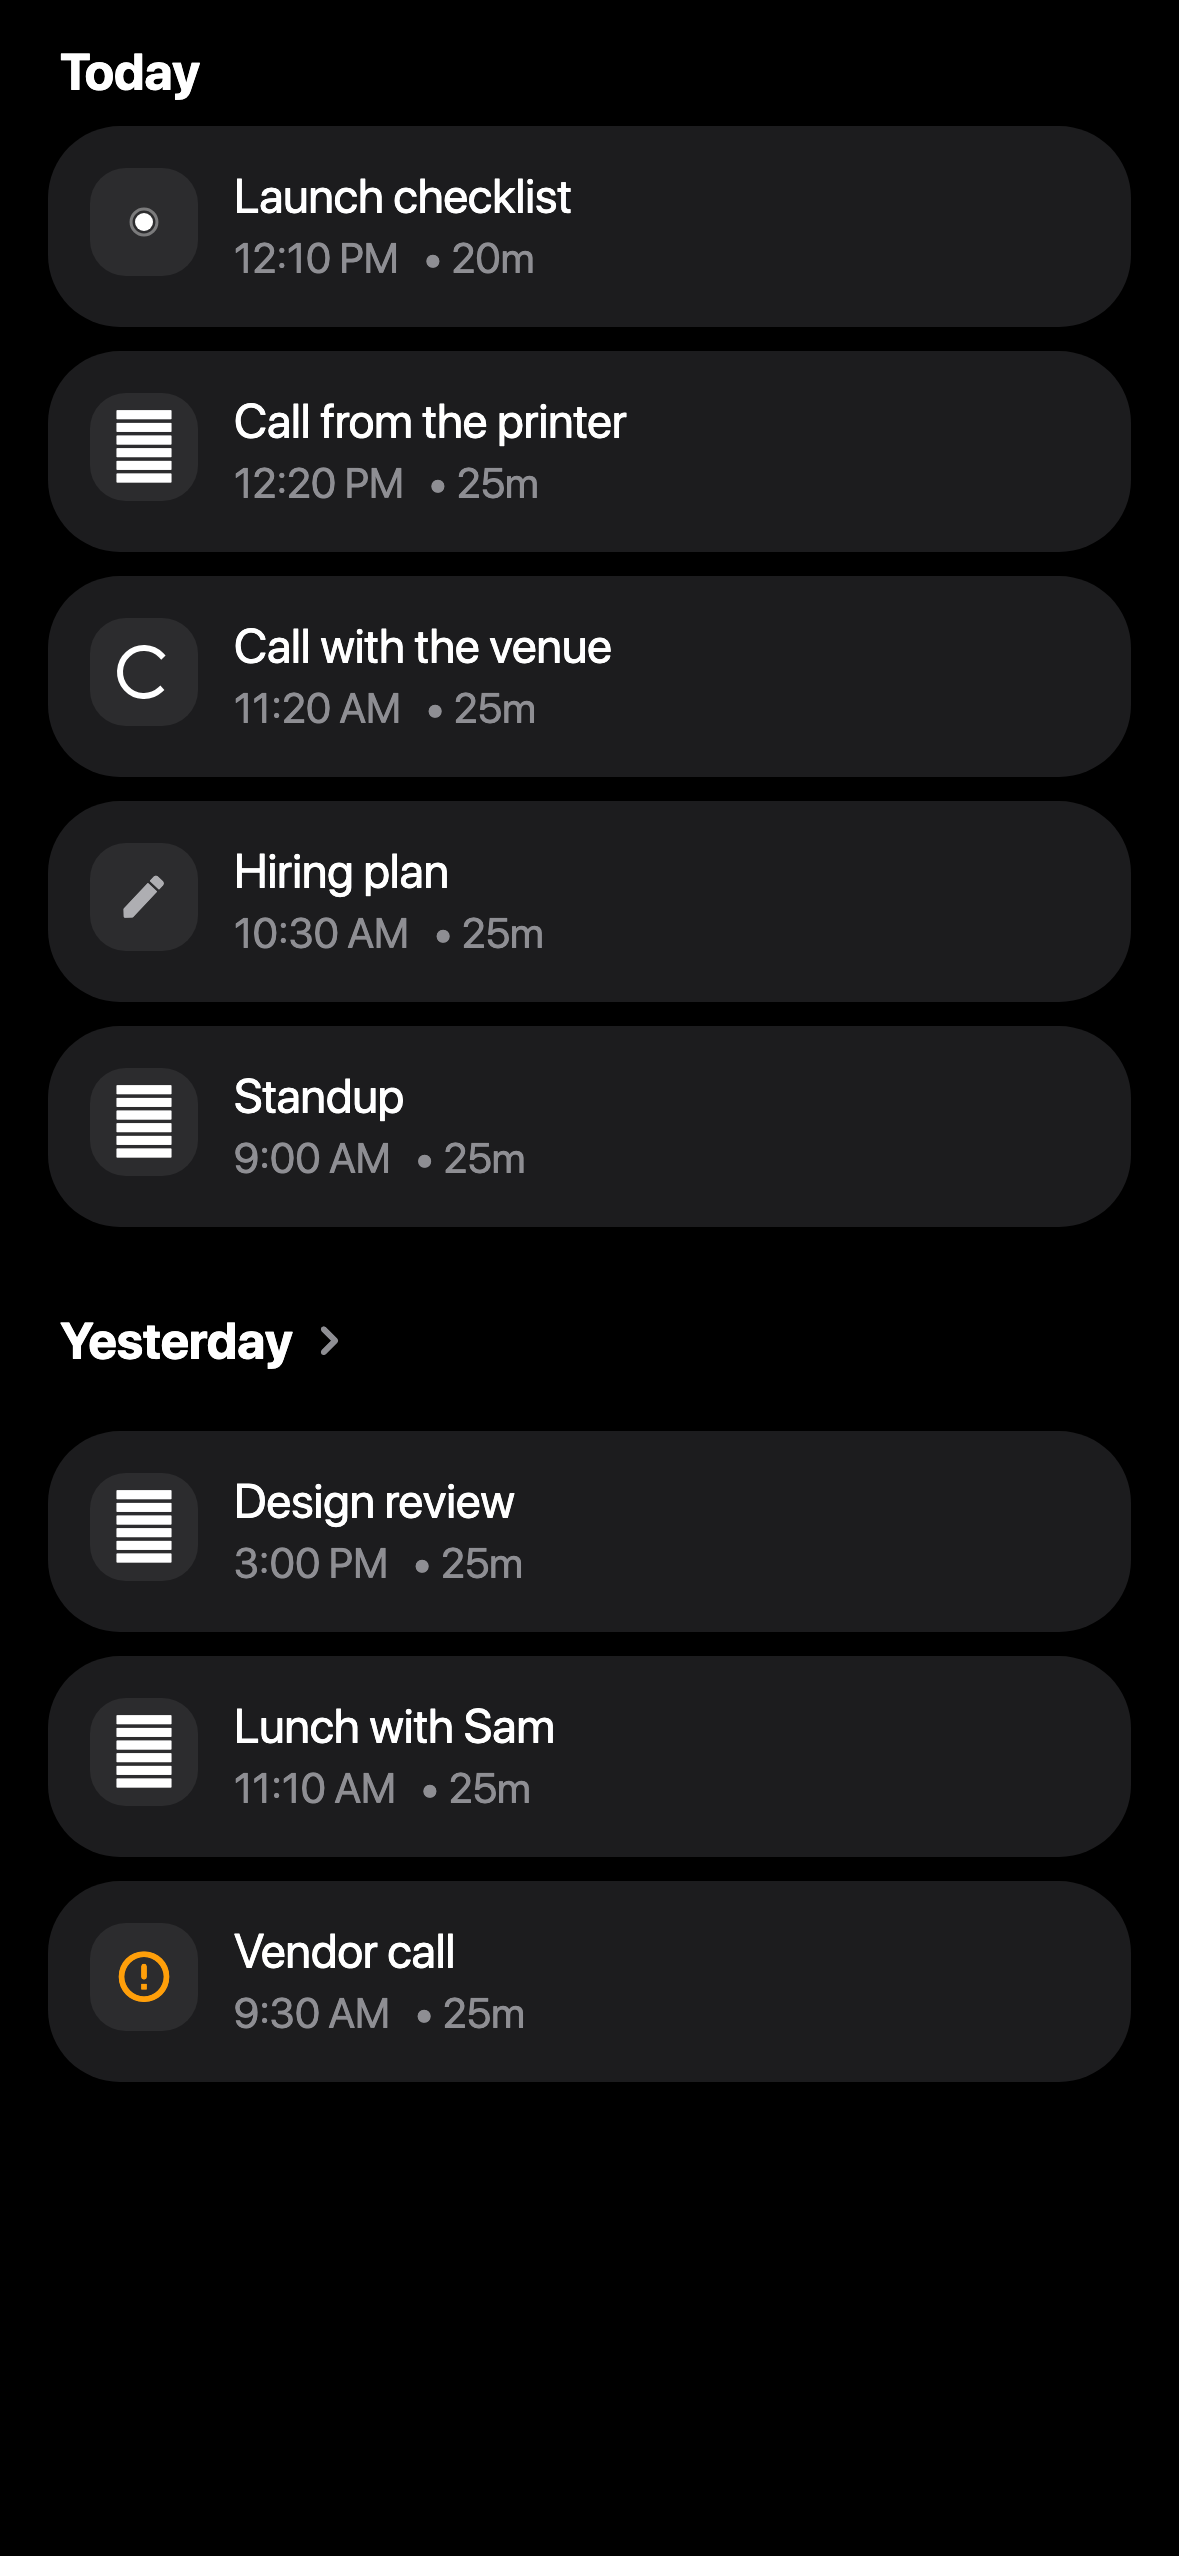 Today
Launch checklist
12:10 PM • 20m
Call from the printer
12:20 PM • 25m
Call with the venue
11:20 AM • 25m
Hiring plan
10:30 AM • 25m
Standup
9:00 AM • 25m
Yesterday
Design review
3:00 PM • 25m
Lunch with Sam
11:10 AM • 25m
Vendor call
9:30 AM • 25m